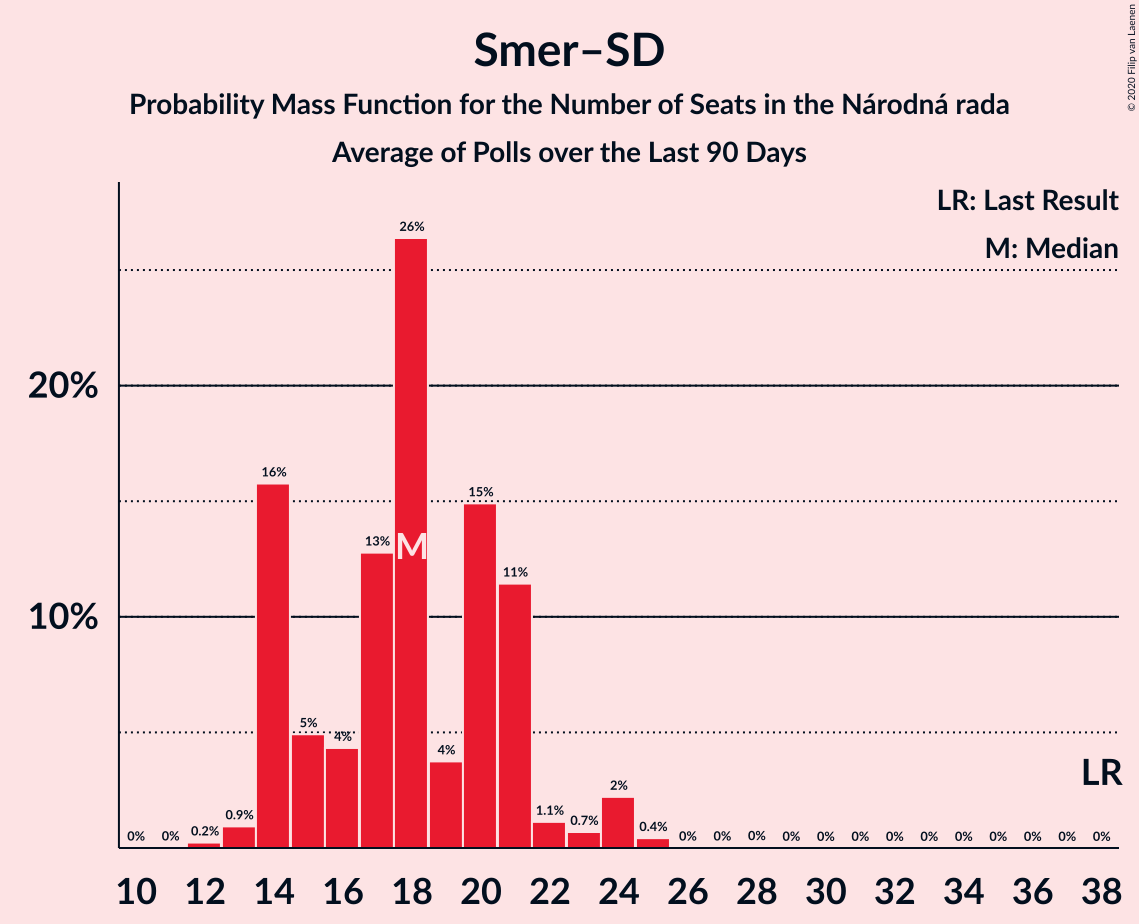 Smer–SD
Probability Mass Function for the Number of Seats in the Národná rada
Average of Polls over the Last 90 Days
© 2020 Filip van Laenen
LR: Last Result
M: Median
20%
10%
0% 0% 0.2% 0.9% 16% 5% 4% 13% 26% 4% 15% 11% 1.1% 0.7% 2% 0.4% 0% 0% 0% 0% 0% 0% 0% 0% 0% 0% 0% 0% 0%
M
LR
10 12 14 16 18 20 22 24 26 28 30 32 34 36 38